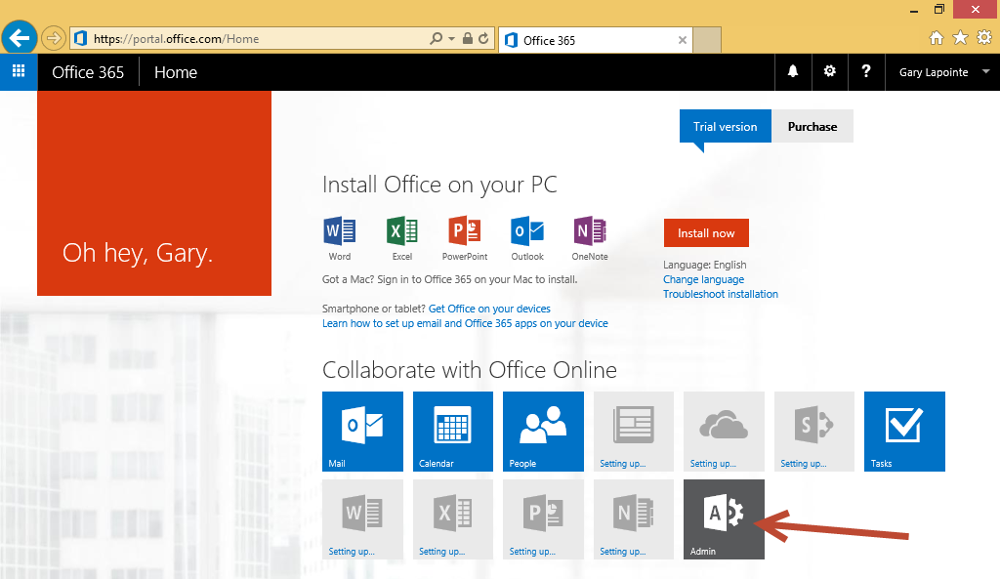 https://portal.office.com/Home
Office 365
Office 365
Home
?
Gary Lapointe
Oh hey, Gary.
Trial version
Purchase
Install Office on your PC
W
X
P
O
N
Word
Excel
PowerPoint
Outlook
OneNote
Install now
Got a Mac? Sign in to Office 365 on your Mac to install.
Language: English
Change language
Troubleshoot installation
Smartphone or tablet? Get Office on your devices
Learn how to set up email and Office 365 apps on your device
Collaborate with Office Online
O
S
Mail
Calendar
People
Setting up...
Setting up...
Setting up...
Tasks
W
X
P
N
A
Setting up...
Setting up...
Setting up...
Setting up...
Admin